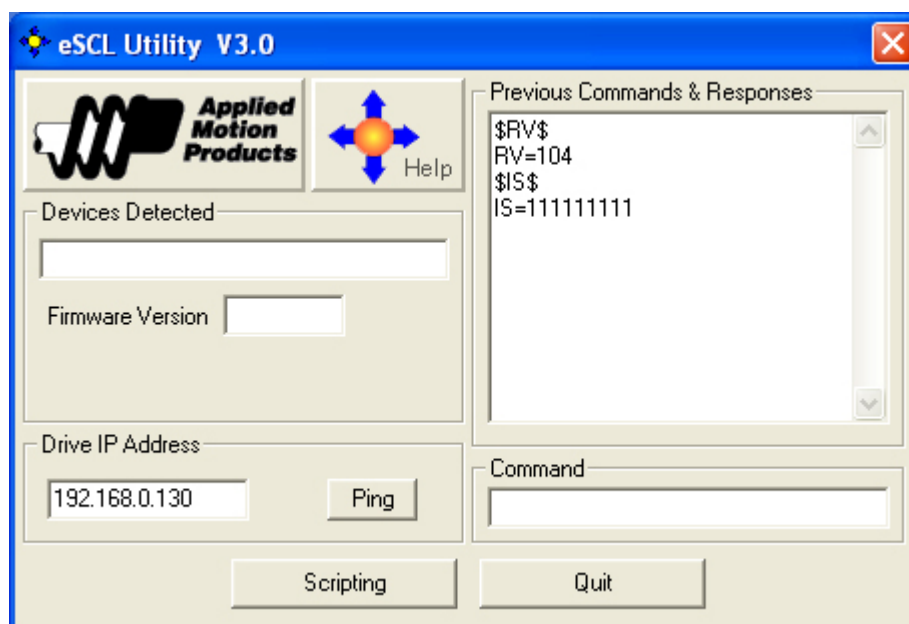 eSCL Utility V3.0
Applied
Motion
Products
Help
Devices Detected
Firmware Version
Drive IP Address
192.168.0.130
Ping
Previous Commands & Responses
$RV$
RV=104
$IS$
IS=111111111
Command
Scripting
Quit